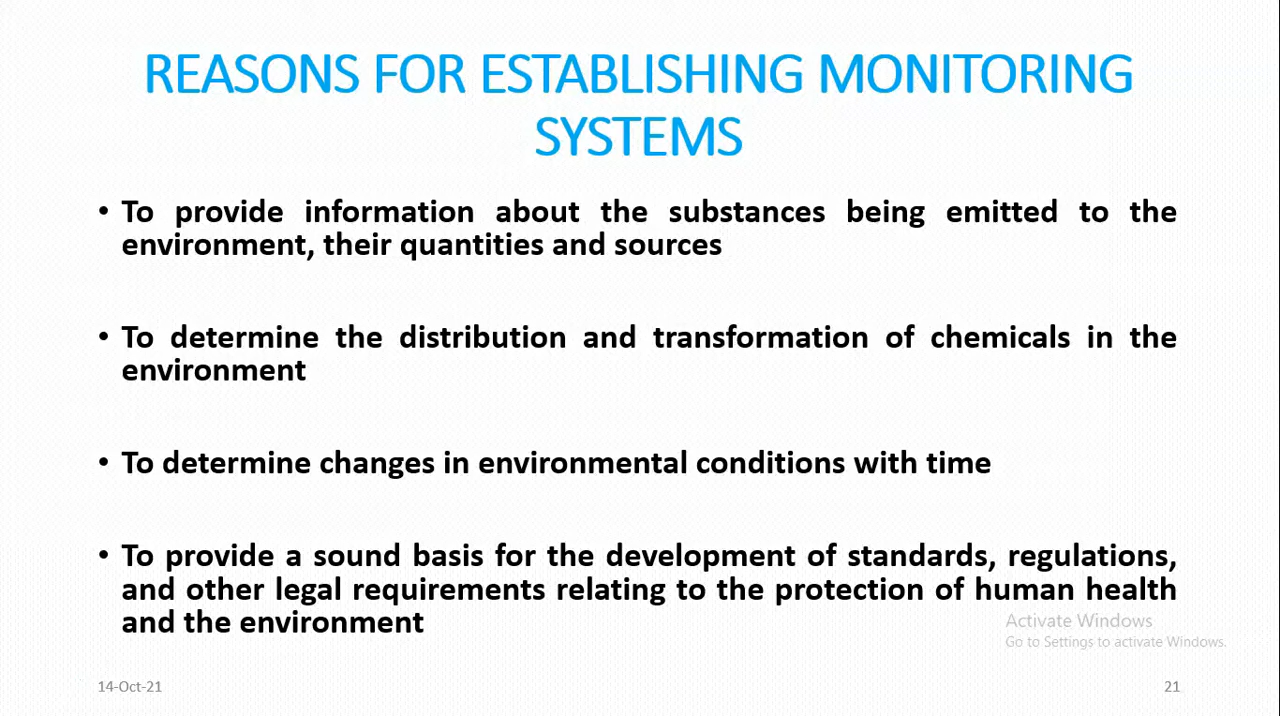 REASONS FOR ESTABLISHING MONITORING
SYSTEMS
• To provide information about the substances being emitted to the
environment, their quantities and sources
• To determine the distribution and transformation of chemicals in the
environment
• To determine changes in environmental conditions with time
• To provide a sound basis for the development of standards, regulations,
and other legal requirements relating to the protection of human health
and the environment
Activate Windows
Go to Settings to activate Windows.
14-Oct-21
21